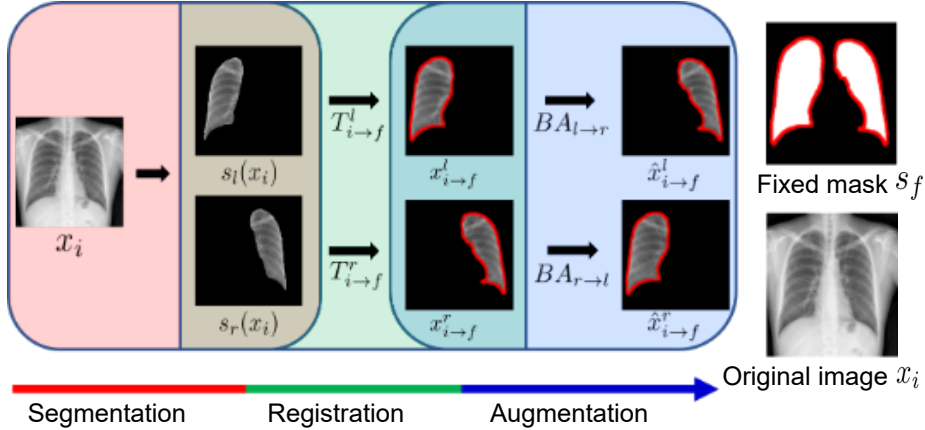 x_i
s_l(x_i)
s_r(x_i)
T^l_{i→f}
T^r_{i→f}
x^l_{i→f}
x^r_{i→f}
BA_{l→r}
BA_{r→l}
x̂^l_{i→f}
x̂^r_{i→f}
Fixed mask s_f
Original image x_i
Segmentation
Registration
Augmentation